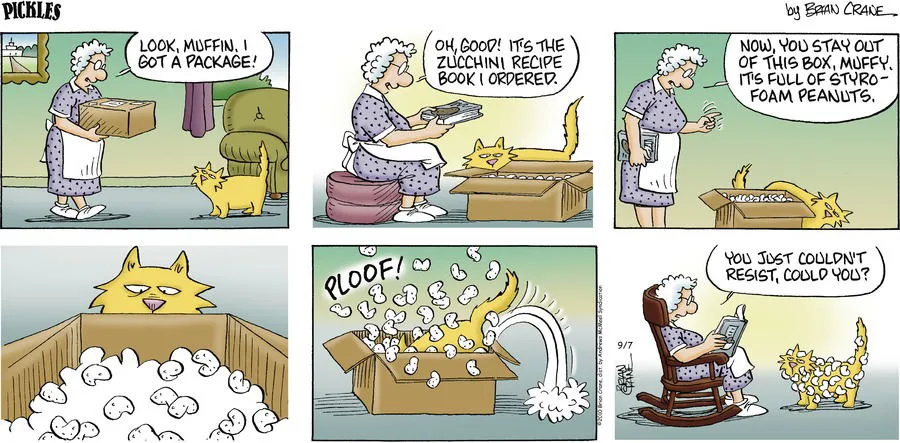 PICKLES
by BRIAN CRANE
LOOK, MUFFIN. I
GOT A PACKAGE!
OH, GOOD! IT'S THE
ZUCCHINI RECIPE
BOOK I ORDERED.
NOW, YOU STAY OUT
OF THIS BOX, MUFFY.
IT'S FULL OF STYRO-
FOAM PEANUTS.
PLOOF!
YOU JUST COULDN'T
RESIST, COULD YOU?
9/7
BRIAN
CRANE